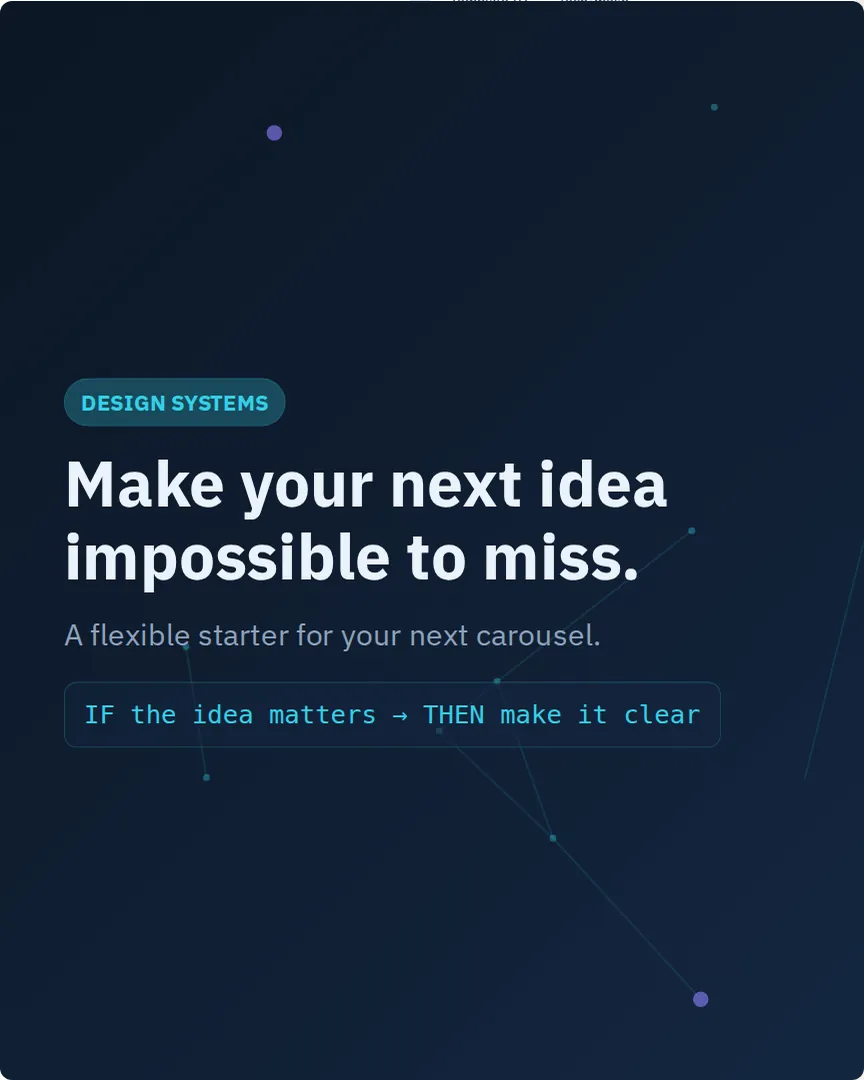 DESIGN SYSTEMS
Make your next idea
impossible to miss.
A flexible starter for your next carousel.
IF the idea matters → THEN make it clear